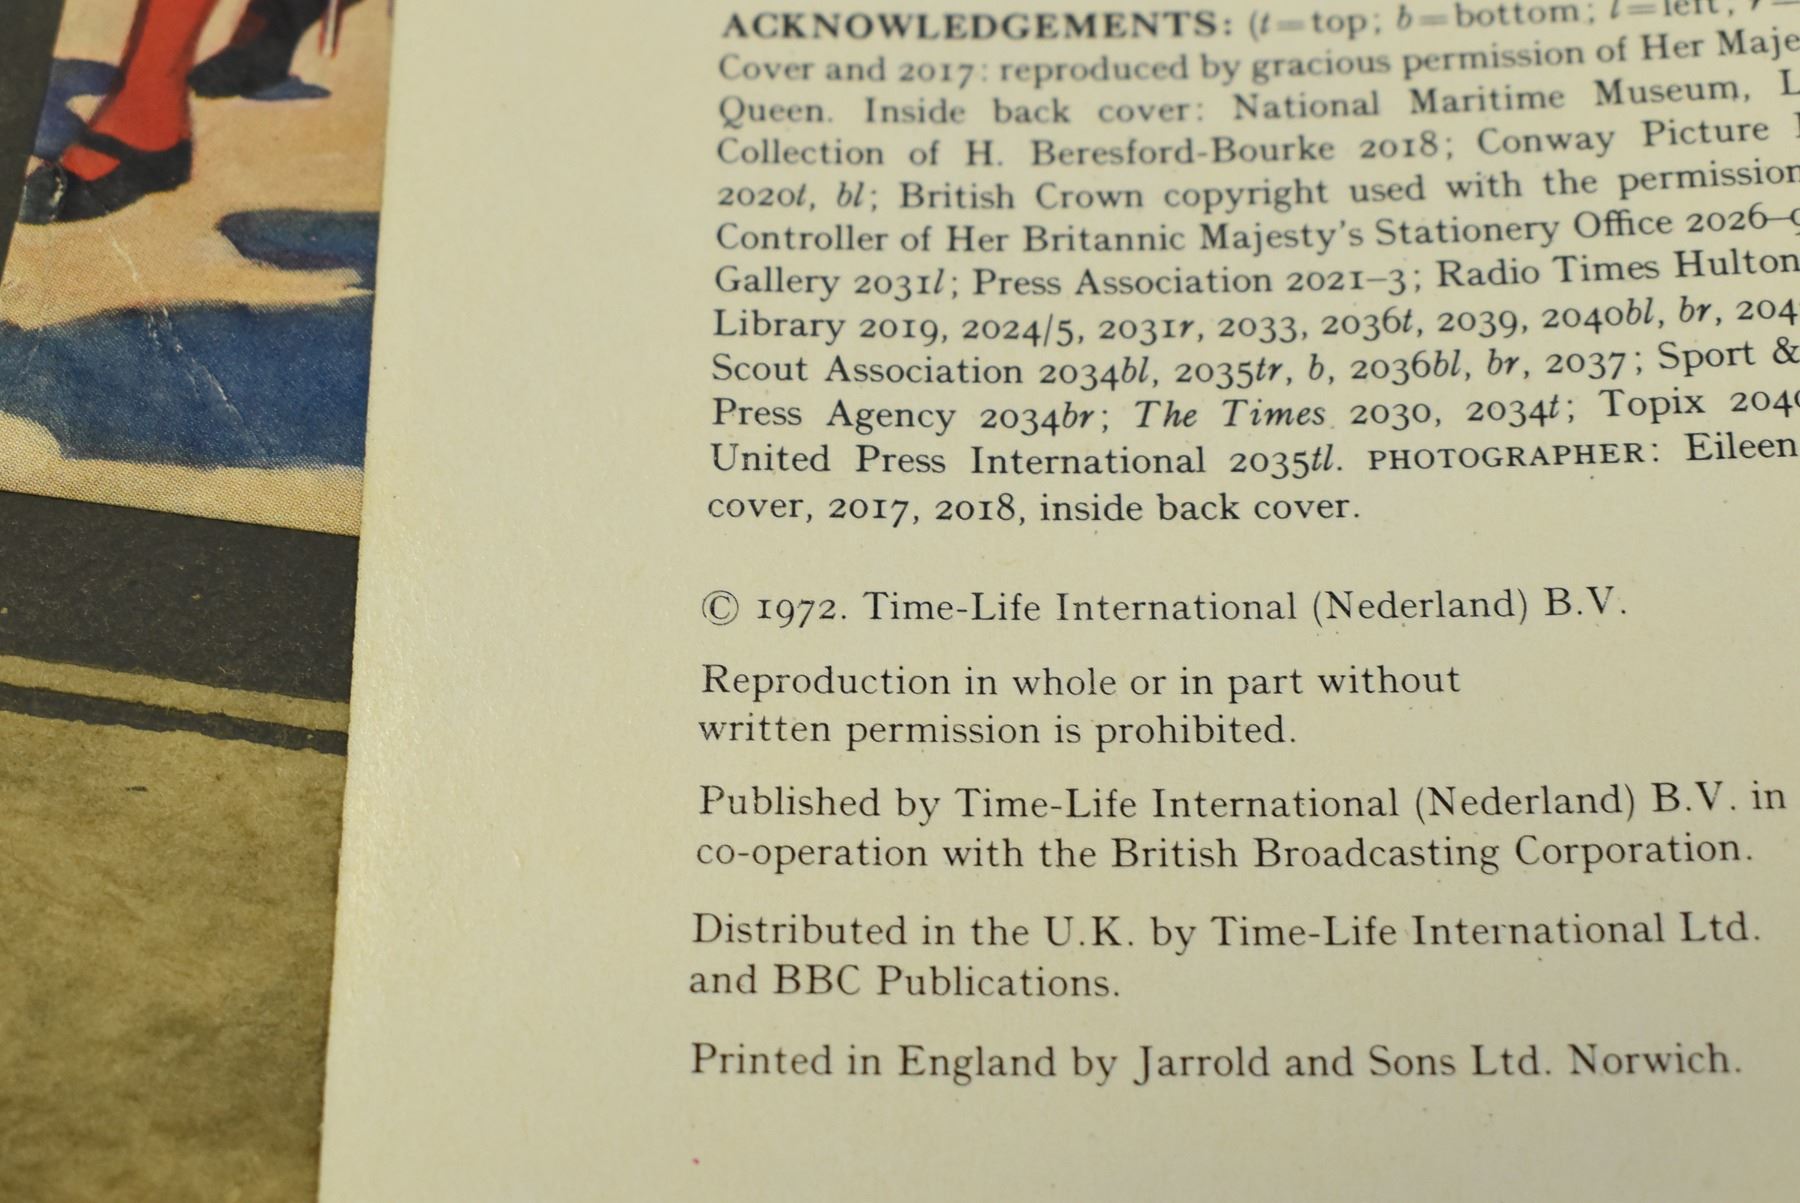 ACKNOWLEDGEMENTS: (t=top; b=bottom; l=left;
Cover and 2017: reproduced by gracious permission of Her
Queen. Inside back cover: National Maritime Museum,
Collection of H. Beresford-Bourke 2018; Conway Picture
2020t, bl; British Crown copyright used with the permission
Controller of Her Britannic Majesty's Stationery Office
Gallery 2031l; Press Association 2021–3; Radio Times Hulton
Library 2019, 2024/5, 2031r, 2033, 2036t, 2039, 2040bl, br,
Scout Association 2034bl, 2035tr, b, 2036bl, br, 2037; Sport &
Press Agency 2034br; The Times 2030, 2034t; Topix
United Press International 2035tl. PHOTOGRAPHER: Eileen
cover, 2017, 2018, inside back cover.
© 1972. Time-Life International (Nederland) B.V.
Reproduction in whole or in part without
written permission is prohibited.
Published by Time-Life International (Nederland) B.V. in
co-operation with the British Broadcasting Corporation.
Distributed in the U.K. by Time-Life International Ltd.
and BBC Publications.
Printed in England by Jarrold and Sons Ltd. Norwich.